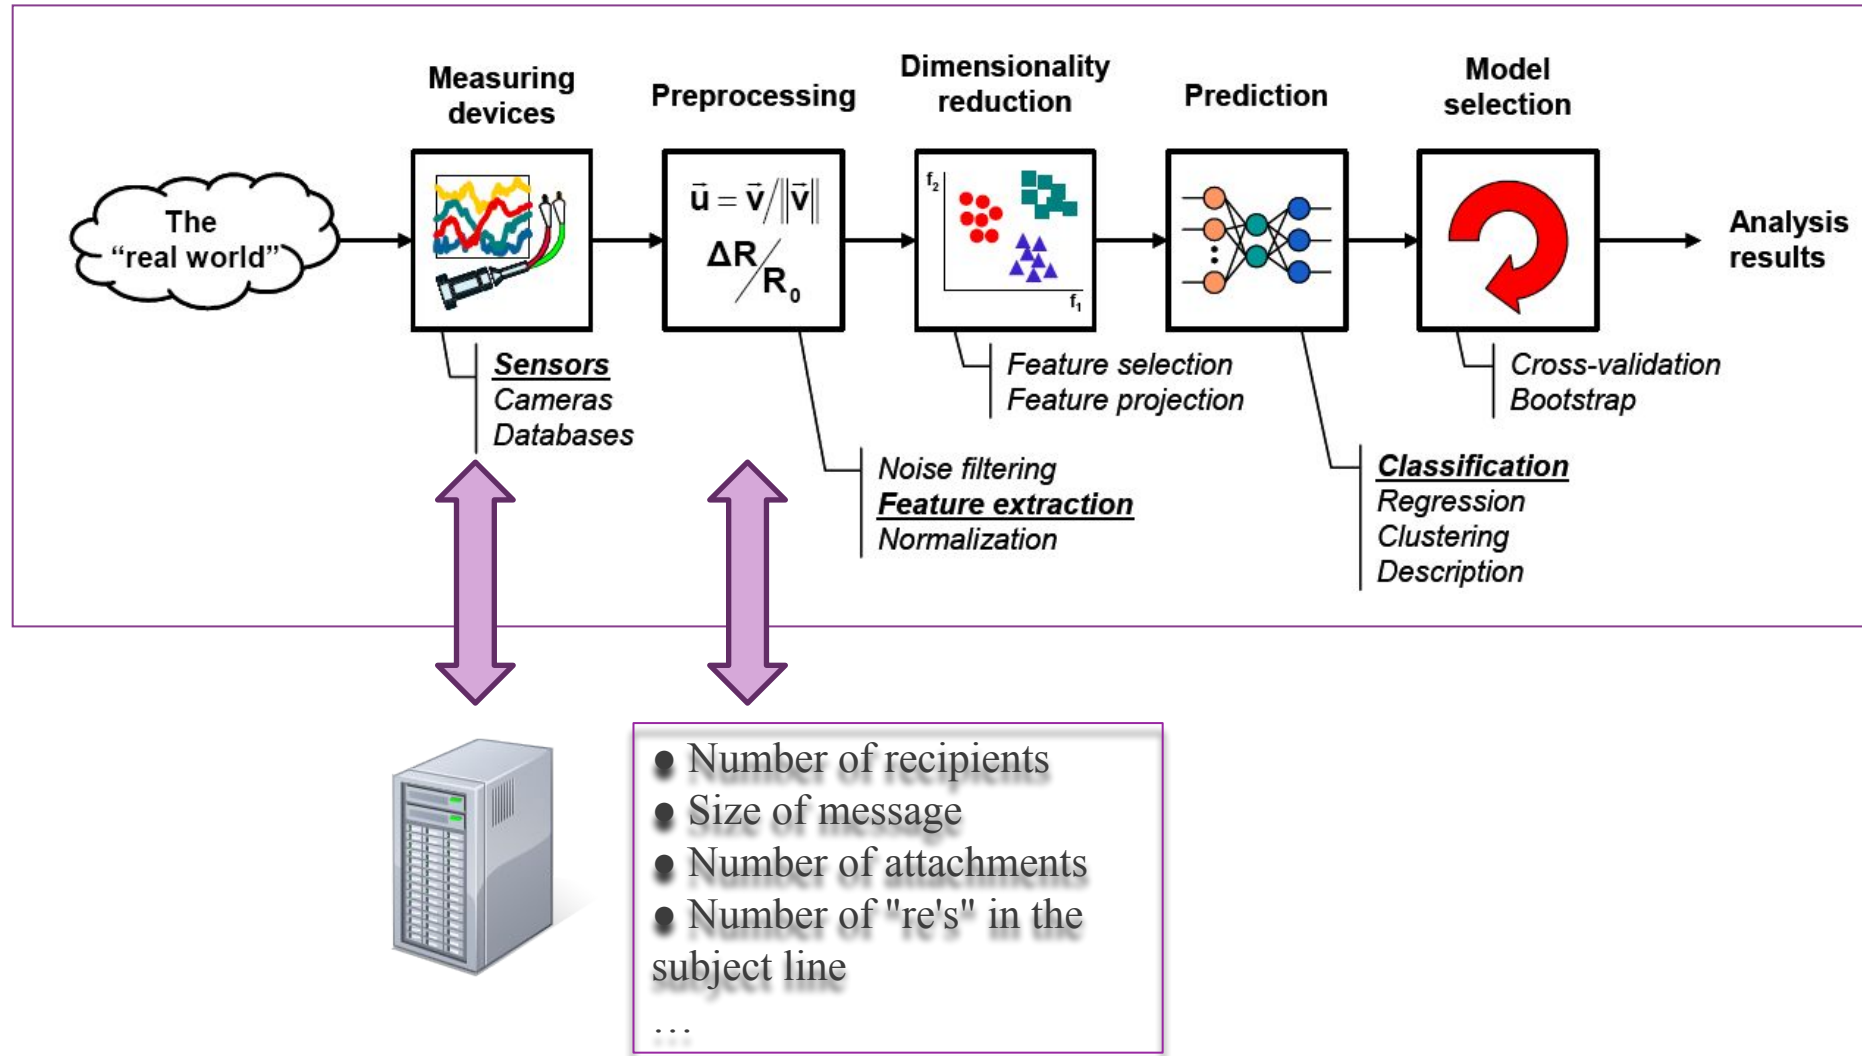 Measuring
devices
Preprocessing
Dimensionality
reduction
Prediction
Model
selection
The
“real world”
u⃗ = v⃗/‖v⃗‖
ΔR/R₀
f₂
f₁
Analysis
results
Sensors
Cameras
Databases
Noise filtering
Feature extraction
Normalization
Feature selection
Feature projection
Classification
Regression
Clustering
Description
Cross-validation
Bootstrap
● Number of recipients
● Size of message
● Number of attachments
● Number of "re's" in the
subject line
…